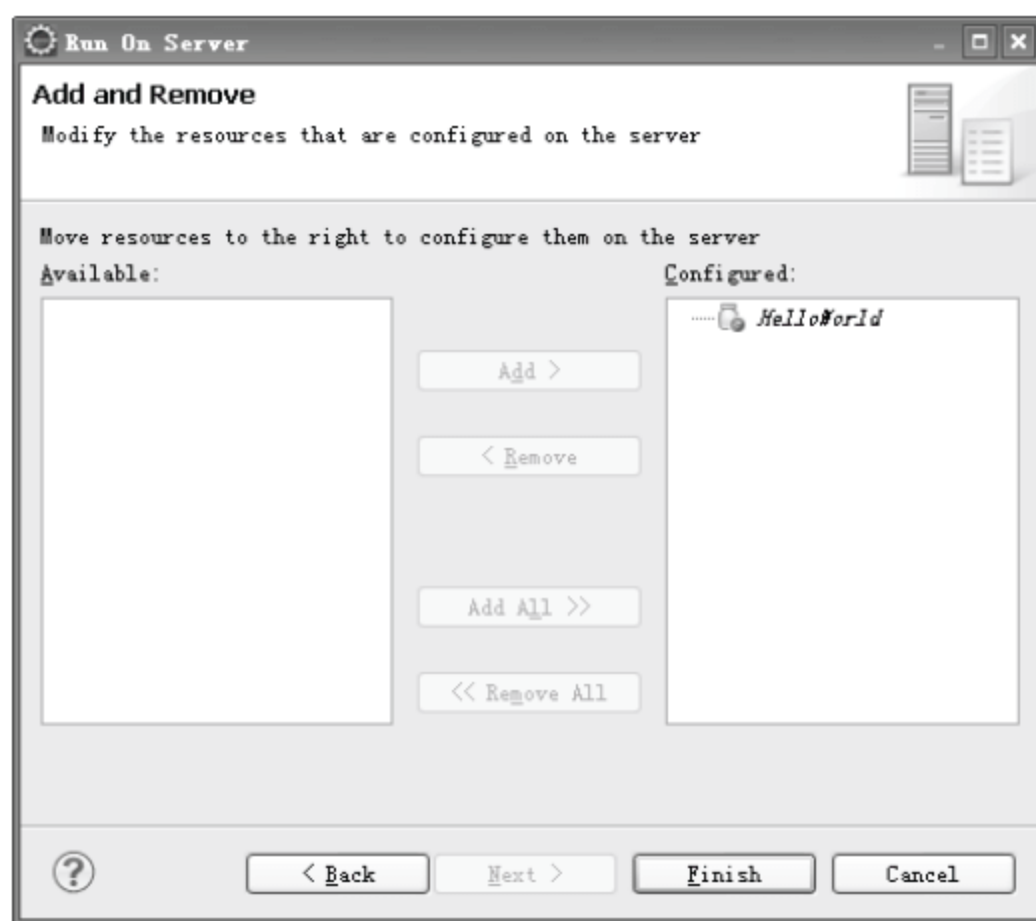 Run On Server
Add and Remove
Modify the resources that are configured on the server
Move resources to the right to configure them on the server
Available:
Configured:
HelloWorld
Add >
< Remove
Add All >>
<< Remove All
?
< Back
Next >
Finish
Cancel